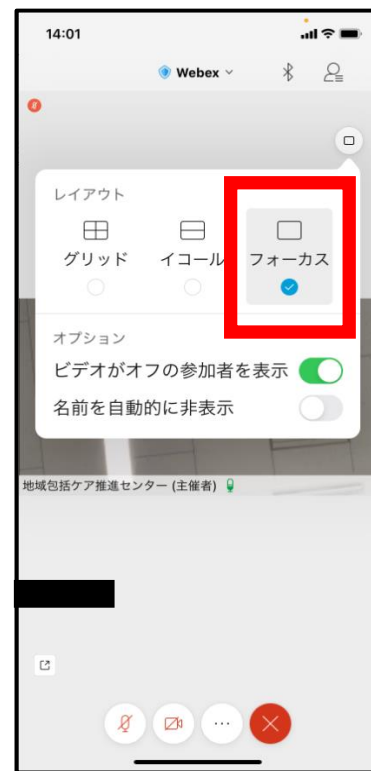 14:01
Webex
レイアウト
グリッド イコール フォーカス
オプション
ビデオがオフの参加者を表示
名前を自動的に非表示
地域包括ケア推進センター (主催者)